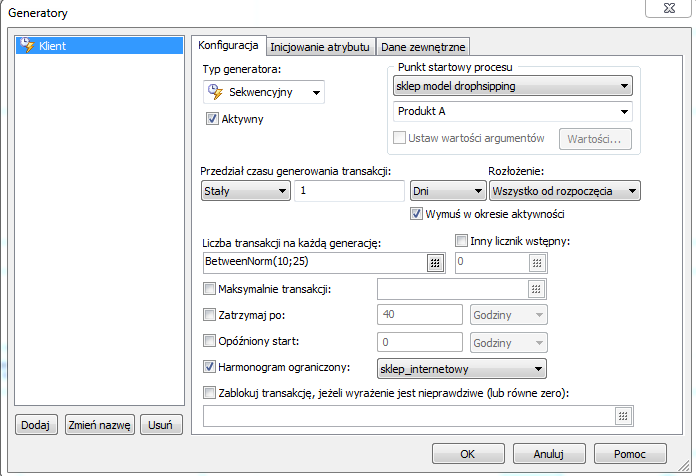 Generatory
Klient
Konfiguracja
Inicjowanie atrybutu
Dane zewnętrzne
Typ generatora:
Sekwencyjny
Aktywny
Punkt startowy procesu
sklep model drophsipping
Produkt A
Ustaw wartości argumentów
Wartości...
Przedział czasu generowania transakcji:
Rozłożenie:
Stały
1
Dni
Wszystko od rozpoczęcia
Wymuś w okresie aktywności
Liczba transakcji na każdą generację:
Inny licznik wstępny:
BetweenNorm(10;25)
0
Maksymalnie transakcji:
Zatrzymaj po:
40
Godziny
Opóźniony start:
0
Godziny
Harmonogram ograniczony:
sklep_internetowy
Zablokuj transakcję, jeżeli wyrażenie jest nieprawdziwe (lub równe zero):
Dodaj
Zmień nazwę
Usuń
OK
Anuluj
Pomoc